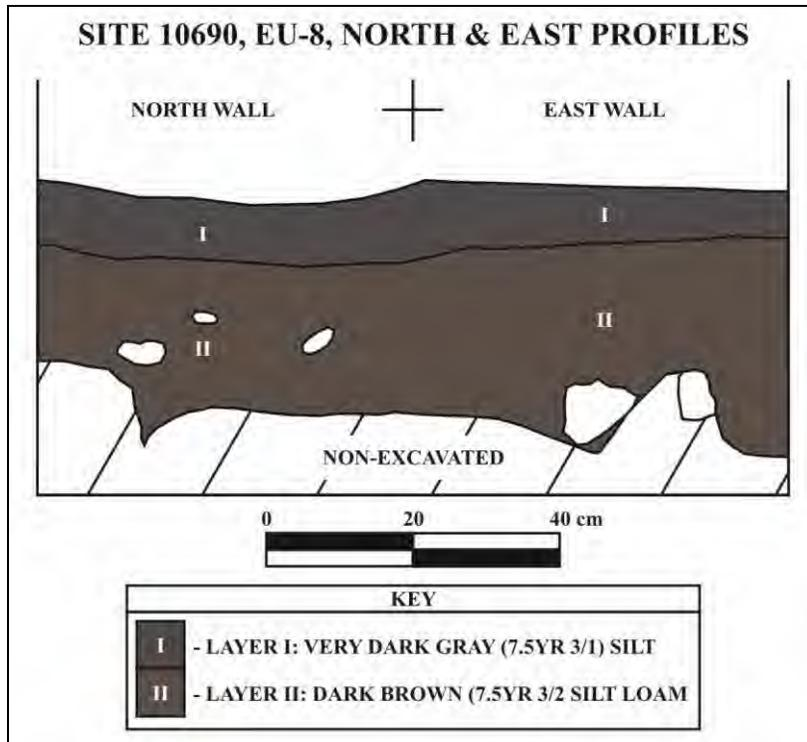 SITE 10690, EU-8, NORTH & EAST PROFILES
NORTH WALL
EAST WALL
I
I
II
II
NON-EXCAVATED
0 20 40 cm
KEY
I - LAYER I: VERY DARK GRAY (7.5YR 3/1) SILT
II - LAYER II: DARK BROWN (7.5YR 3/2 SILT LOAM